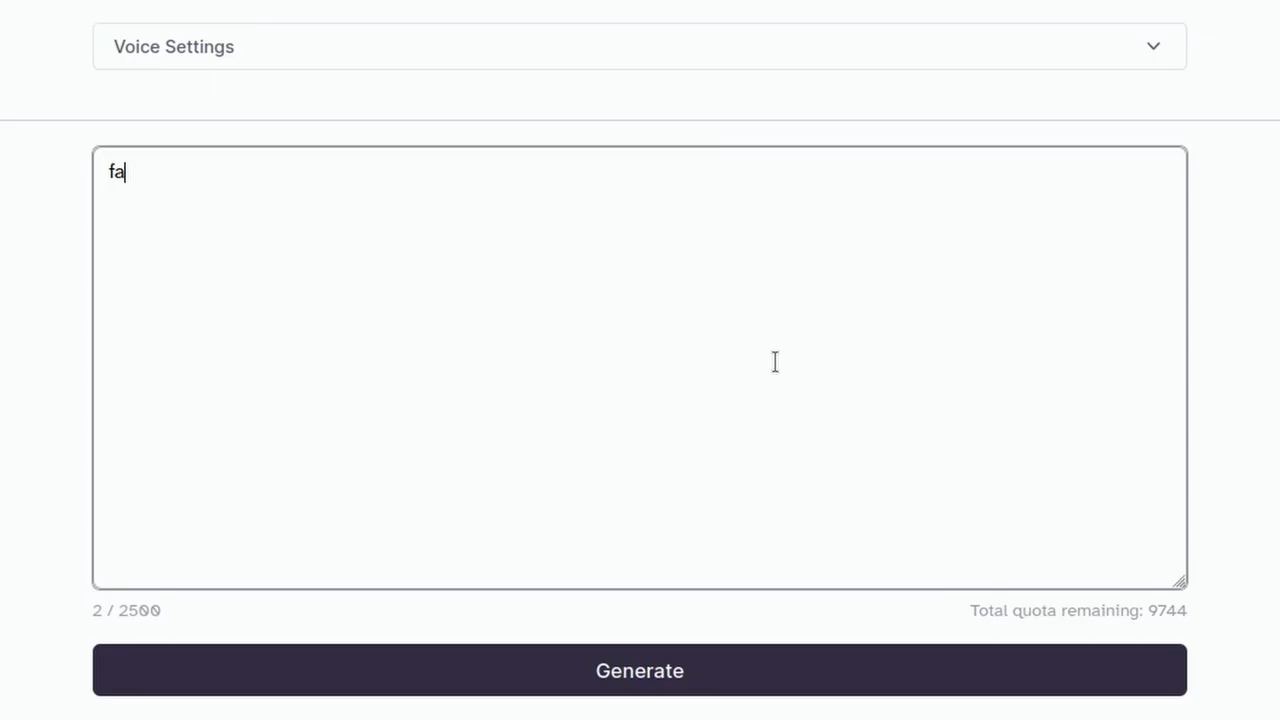 Voice Settings
fa
2 / 2500
Total quota remaining: 9744
Generate